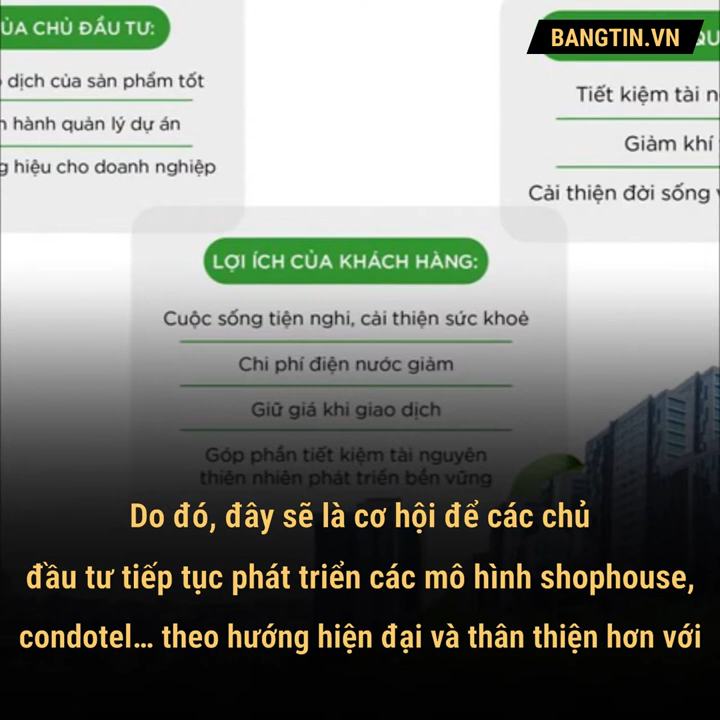 BANGTIN.VN
ỦA CHỦ ĐẦU TƯ:
dịch của sản phẩm tốt
hành quản lý dự án
hiệu cho doanh nghiệp
Tiết kiệm tài
Giảm khí
Cải thiện đời sống
LỢI ÍCH CỦA KHÁCH HÀNG:
Cuộc sống tiện nghi, cải thiện sức khoẻ
Chi phí điện nước giảm
Giữ giá khi giao dịch
Góp phần tiết kiệm tài nguyên
thiên nhiên phát triển bền vững
Do đó, đây sẽ là cơ hội để các chủ
đầu tư tiếp tục phát triển các mô hình shophouse,
condotel... theo hướng hiện đại và thân thiện hơn với